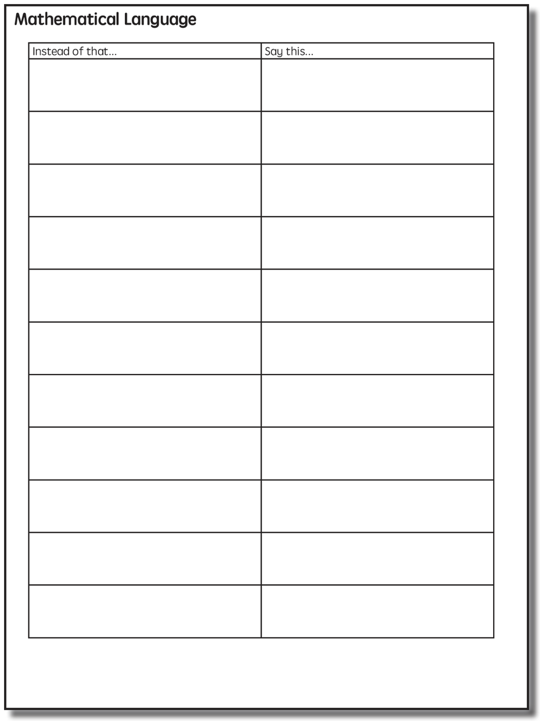 Mathematical Language
Instead of that...
Say this...